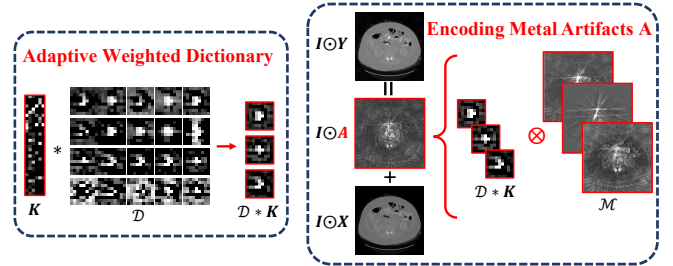 Adaptive Weighted Dictionary
K
*
𝒟
𝒟 * K
Encoding Metal Artifacts A
I⊙Y
=
I⊙A
+
I⊙X
𝒟 * K
⊗
ℳ